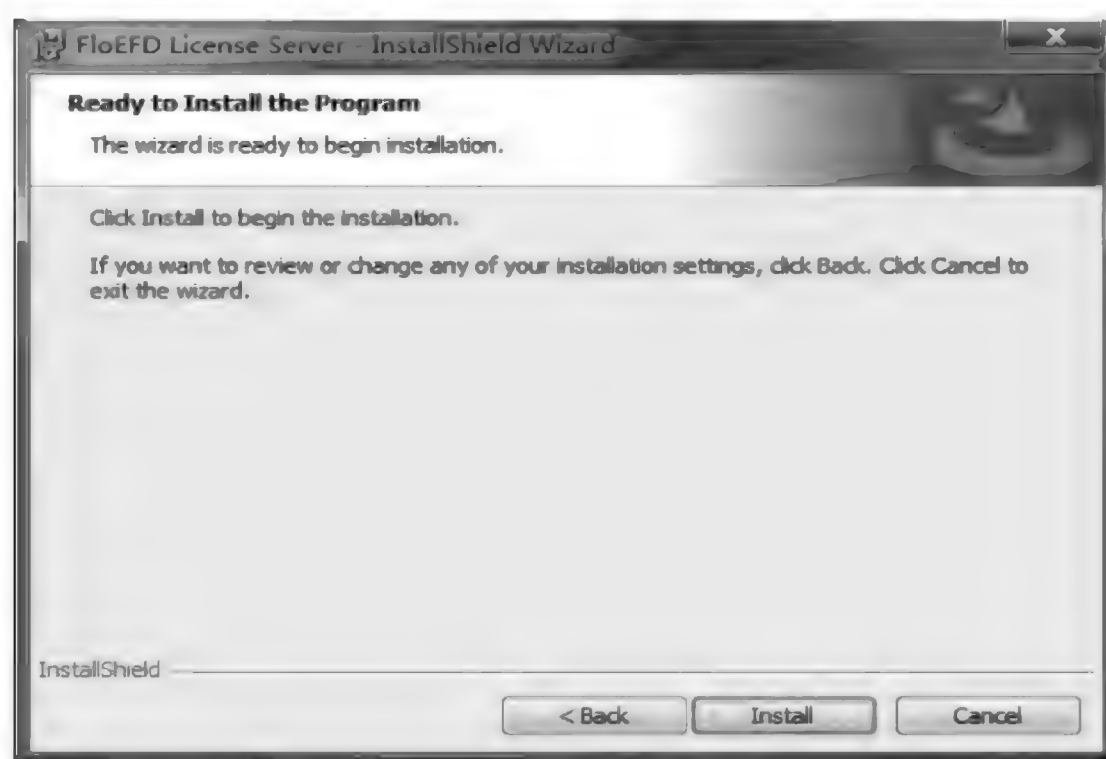 FloEFD License Server - InstallShield Wizard
Ready to Install the Program
The wizard is ready to begin installation.
Click Install to begin the installation.
If you want to review or change any of your installation settings, click Back. Click Cancel to
exit the wizard.
InstallShield
< Back
Install
Cancel